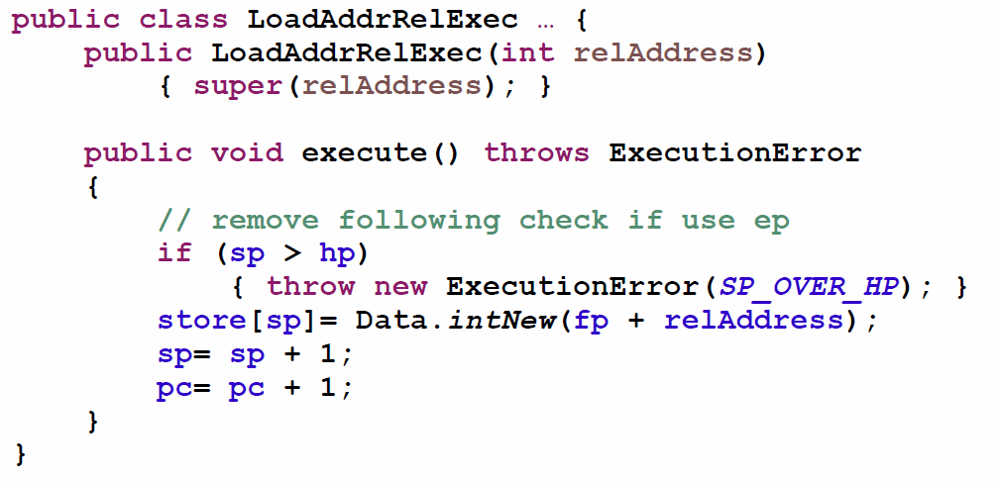 public class LoadAddrRelExec … {
    public LoadAddrRelExec(int relAddress)
        { super(relAddress); }

    public void execute() throws ExecutionError
    {
        // remove following check if use ep
        if (sp > hp)
            { throw new ExecutionError(SP_OVER_HP); }
        store[sp]= Data.intNew(fp + relAddress);
        sp= sp + 1;
        pc= pc + 1;
    }
}